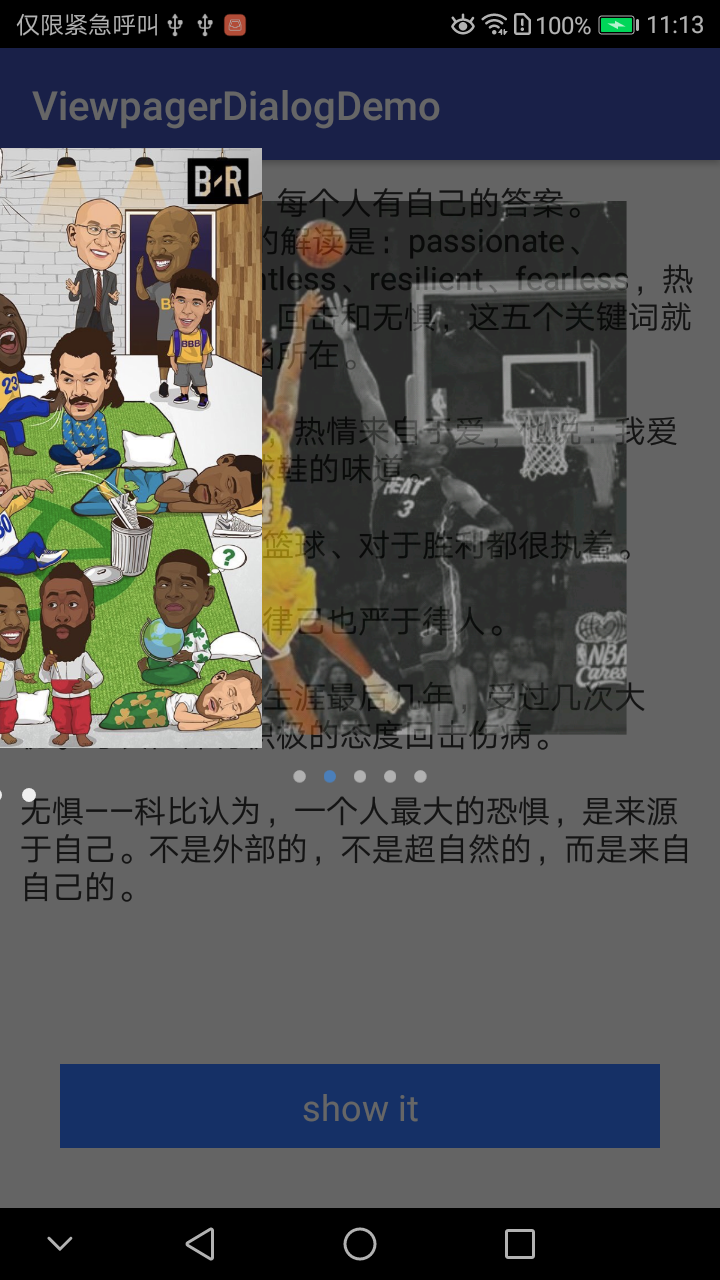 仅限紧急呼叫 100% 11:13
ViewpagerDialogDemo
B R
每个人有自己的答案。
的解读是：passionate、
tless、resilient、fearless，热
回击和无惧，这五个关键词就
所在。
热情来自于爱，他说：我爱
球鞋的味道。
篮球、对于胜利都很执着。
律己也严于律人。
生涯最后几年，受过几次大
积极的态度回击伤病。
无惧——科比认为，一个人最大的恐惧，是来源
于自己。不是外部的，不是超自然的，而是来自
自己的。
23
BBB
30
?
HEAT
3
NBA
Cares
show it